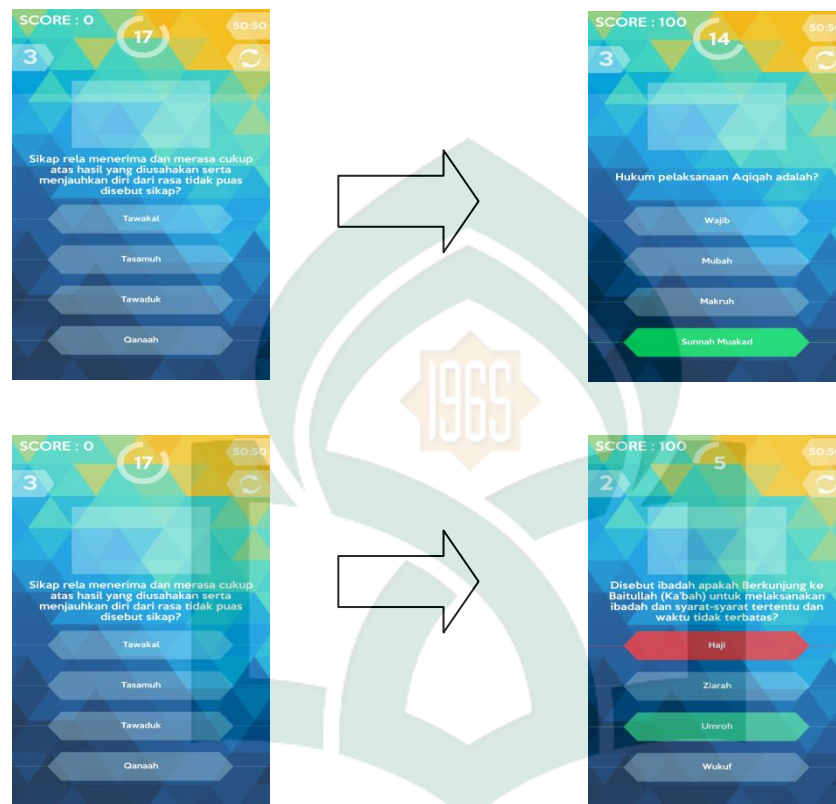 SCORE : 0
17
50:50
3
Sikap rela menerima dan merasa cukup
atas hasil yang diusahakan serta
menjauhkan diri dari rasa tidak puas
disebut sikap?
Tawakal
Tasamuh
Tawaduk
Qanaah
SCORE : 100
14
50:5
3
Hukum pelaksanaan Aqiqah adalah?
Wajib
Mubah
Makruh
Sunnah Muakad
1965
SCORE : 0
17
50:50
3
Sikap rela menerima dan merasa cukup
atas hasil yang diusahakan serta
menjauhkan diri dari rasa tidak puas
disebut sikap?
Tawakal
Tasamuh
Tawaduk
Qanaah
SCORE : 100
5
50:5
2
Disebut ibadah apakah Berkunjung ke
Baitullah (Ka'bah) untuk melaksanakan
ibadah dan syarat-syarat tertentu dan
waktu tidak terbatas?
Haji
Ziarah
Umroh
Wukuf